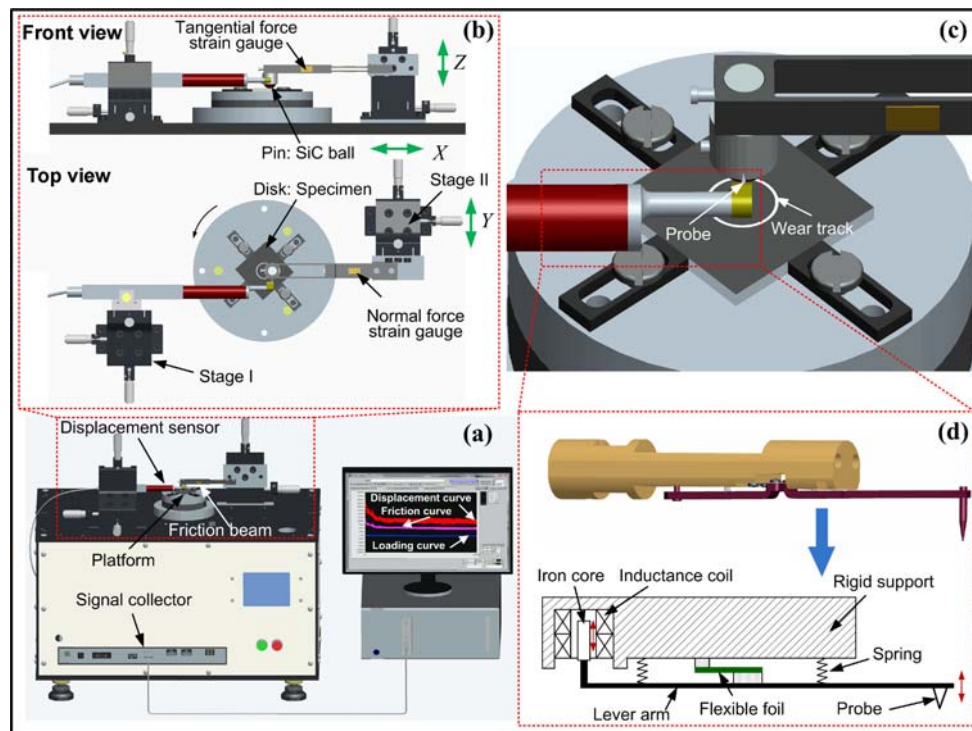 Front view
Tangential force
strain gauge
(b)
Z
Pin: SiC ball
X
Top view
Disk: Specimen
Stage II
Y
Normal force
strain gauge
Stage I
(c)
Probe
Wear track
(a)
Displacement sensor
Friction beam
Platform
Signal collector
Displacement curve
Friction curve
Loading curve
(d)
Iron core
Inductance coil
Rigid support
Spring
Lever arm
Flexible foil
Probe